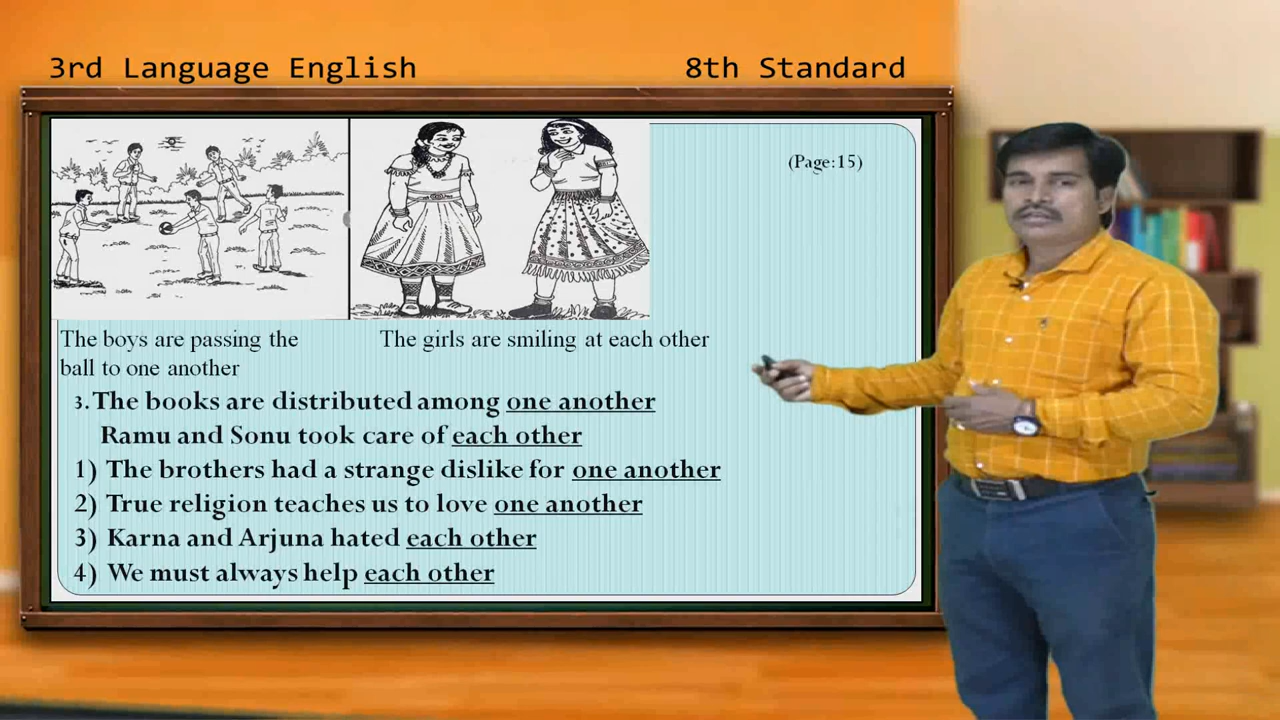 3rd Language English
8th Standard
(Page:15)
The boys are passing the
ball to one another
The girls are smiling at each other
3.The books are distributed among one another
Ramu and Sonu took care of each other
1) The brothers had a strange dislike for one another
2) True religion teaches us to love one another
3) Karna and Arjuna hated each other
4) We must always help each other